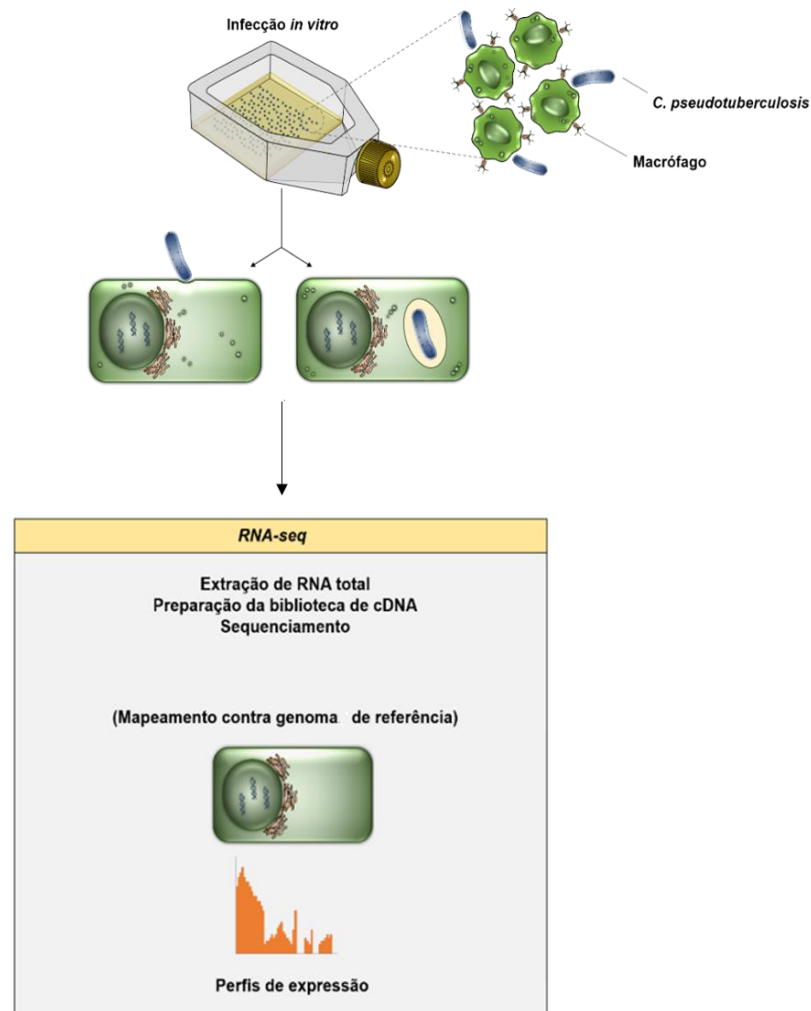 Infecção in vitro
C. pseudotuberculosis
Macrófago
RNA-seq
Extração de RNA total
Preparação da biblioteca de cDNA
Sequenciamento
(Mapeamento contra genoma de referência)
Perfis de expressão